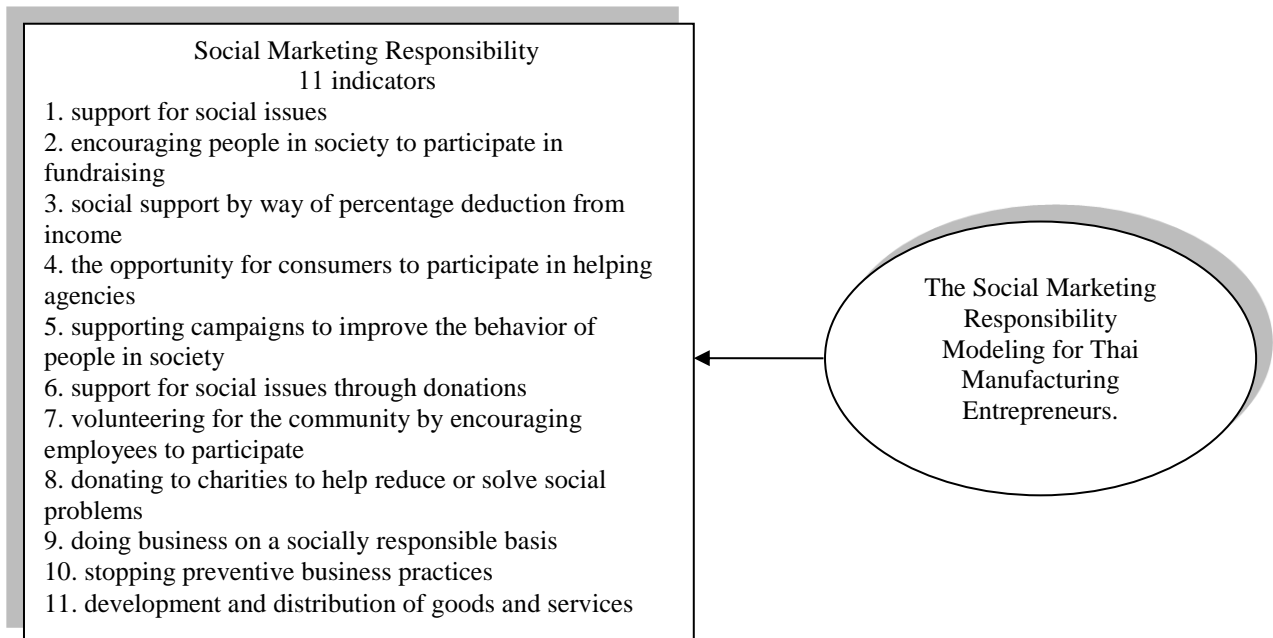 Social Marketing Responsibility
11 indicators
1. support for social issues
2. encouraging people in society to participate in
fundraising
3. social support by way of percentage deduction from
income
4. the opportunity for consumers to participate in helping
agencies
5. supporting campaigns to improve the behavior of
people in society
6. support for social issues through donations
7. volunteering for the community by encouraging
employees to participate
8. donating to charities to help reduce or solve social
problems
9. doing business on a socially responsible basis
10. stopping preventive business practices
11. development and distribution of goods and services
The Social Marketing
Responsibility
Modeling for Thai
Manufacturing
Entrepreneurs.